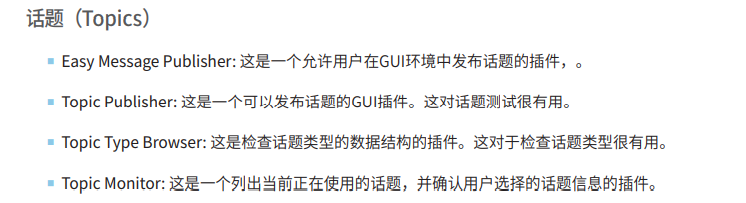 话题（Topics）
Easy Message Publisher: 这是一个允许用户在GUI环境中发布话题的插件，。
Topic Publisher: 这是一个可以发布话题的GUI插件。这对话题测试很有用。
Topic Type Browser: 这是检查话题类型的数据结构的插件。这对于检查话题类型很有用。
Topic Monitor: 这是一个列出当前正在使用的话题，并确认用户选择的话题信息的插件。